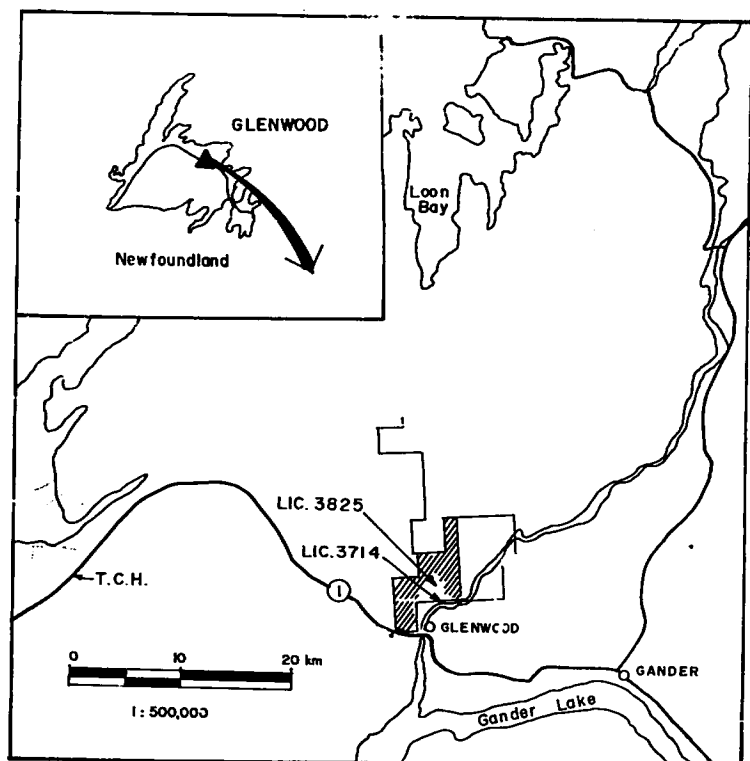 GLENWOOD
Newfoundland
Loon
Bay
LIC. 3825
LIC. 3714
T.C.H.
1
GLENWOOD
0 10 20 km
GANDER
1 : 500,000
Gander Lake